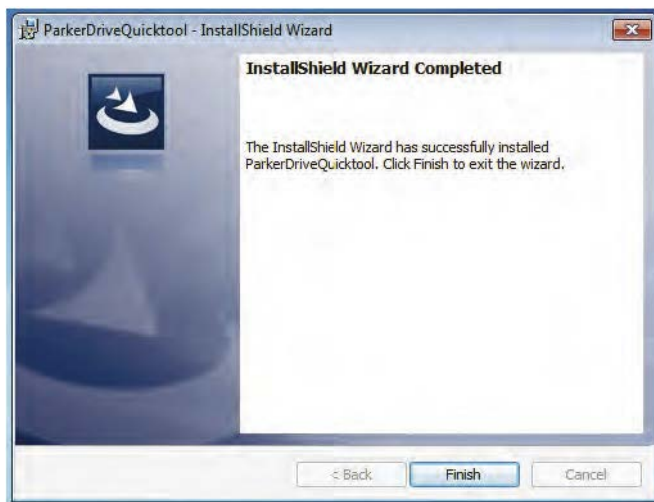 ParkerDriveQuicktool - InstallShield Wizard
InstallShield Wizard Completed
The InstallShield Wizard has successfully installed
ParkerDriveQuicktool. Click Finish to exit the wizard.
< Back
Finish
Cancel